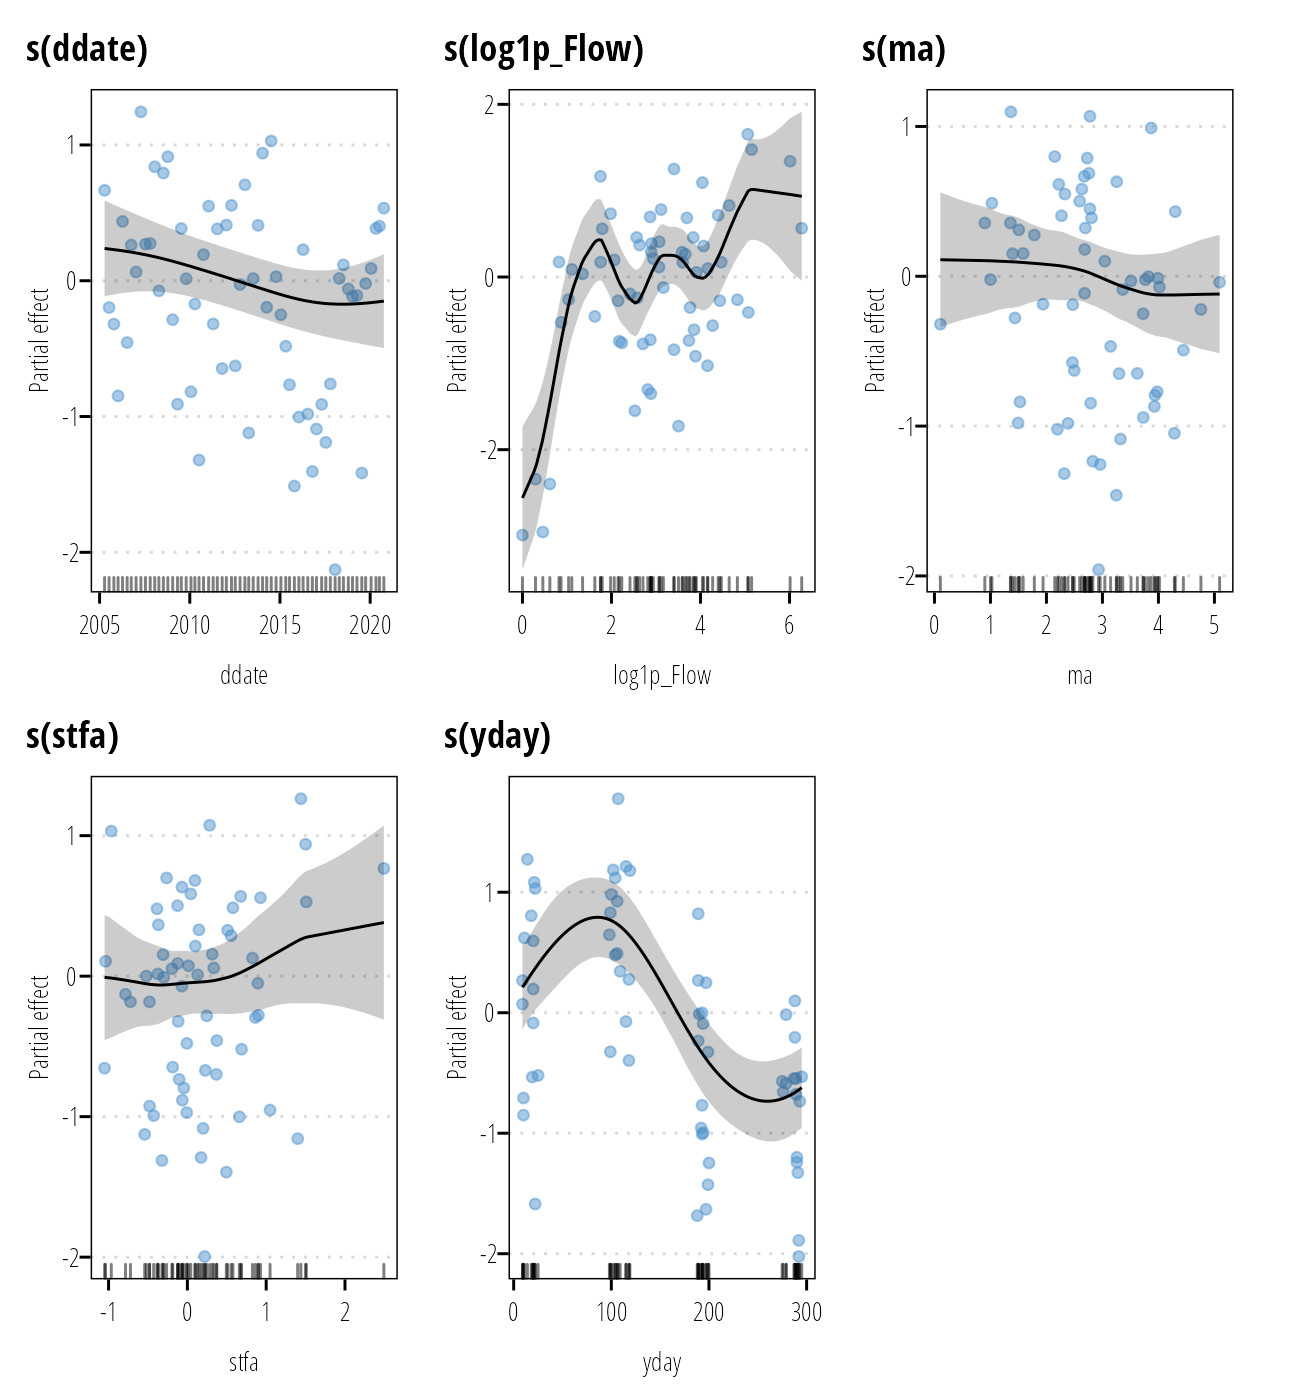 s(ddate) s(log1p_Flow) s(ma)
Partial effect
1
0
-1
-2
2005 2010 2015 2020
ddate
Partial effect
2
0
-2
0 2 4 6
log1p_Flow
Partial effect
1
0
-1
-2
0 1 2 3 4 5
ma
s(stfa) s(yday)
Partial effect
1
0
-1
-2
-1 0 1 2
stfa
Partial effect
1
0
-1
-2
0 100 200 300
yday